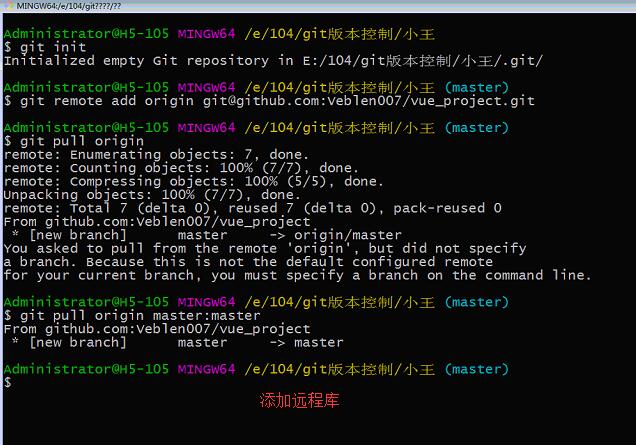 MINGW64:/e/104/git????/??
Administrator@H5-105 MINGW64 /e/104/git版本控制/小王
$ git init
Initialized empty Git repository in E:/104/git版本控制/小王/.git/
Administrator@H5-105 MINGW64 /e/104/git版本控制/小王 (master)
$ git remote add origin git@github.com:Veblen007/vue_project.git
Administrator@H5-105 MINGW64 /e/104/git版本控制/小王 (master)
$ git pull origin
remote: Enumerating objects: 7, done.
remote: Counting objects: 100% (7/7), done.
remote: Compressing objects: 100% (5/5), done.
Unpacking objects: 100% (7/7), done.
remote: Total 7 (delta 0), reused 7 (delta 0), pack-reused 0
From github.com:Veblen007/vue_project
 * [new branch]      master     -> origin/master
You asked to pull from the remote 'origin', but did not specify
a branch. Because this is not the default configured remote
for your current branch, you must specify a branch on the command line.
Administrator@H5-105 MINGW64 /e/104/git版本控制/小王 (master)
$ git pull origin master:master
From github.com:Veblen007/vue_project
 * [new branch]      master     -> master
Administrator@H5-105 MINGW64 /e/104/git版本控制/小王 (master)
$
添加远程库